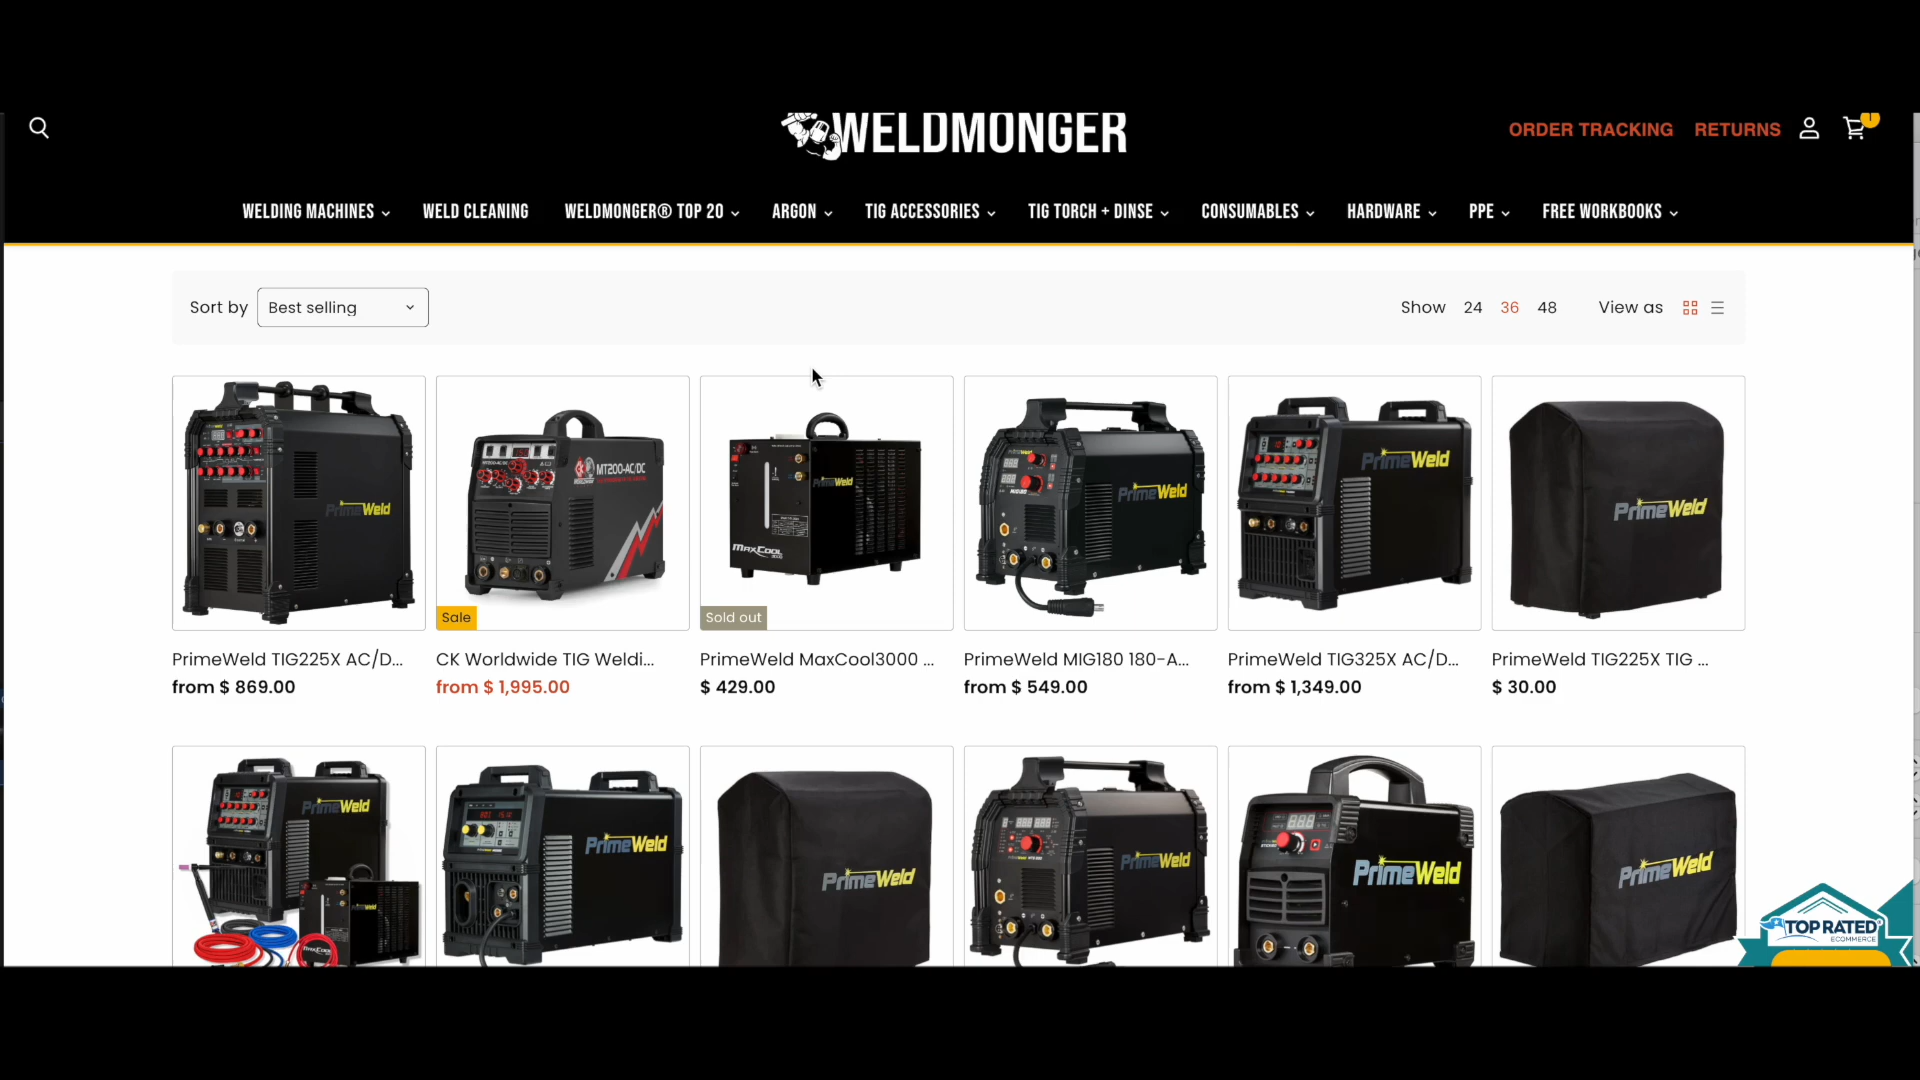 WELDMONGER
ORDER TRACKING
RETURNS
WELDING MACHINES
WELD CLEANING
WELDMONGER® TOP 20
ARGON
TIG ACCESSORIES
TIG TORCH + DINSE
CONSUMABLES
HARDWARE
PPE
FREE WORKBOOKS
Sort by
Best selling
Show 24 36 48
View as
PrimeWeld
MT200-AC/DC
PrimeWeld
MAXCOOL
PrimeWeld
PrimeWeld
PrimeWeld
Sale
Sold out
PrimeWeld TIG225X AC/D...
CK Worldwide TIG Weldi...
PrimeWeld MaxCool3000 ...
PrimeWeld MIG180 180-A...
PrimeWeld TIG325X AC/D...
PrimeWeld TIG225X TIG ...
from $ 869.00
from $ 1,995.00
$ 429.00
from $ 549.00
from $ 1,349.00
$ 30.00
PrimeWeld
PrimeWeld
PrimeWeld
PrimeWeld
PrimeWeld
PrimeWeld
TOP RATED
ECOMMERCE